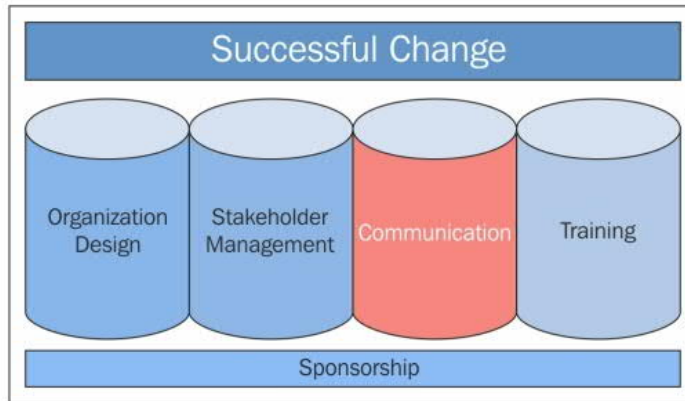 Successful Change
Organization
Design
Stakeholder
Management
Communication
Training
Sponsorship